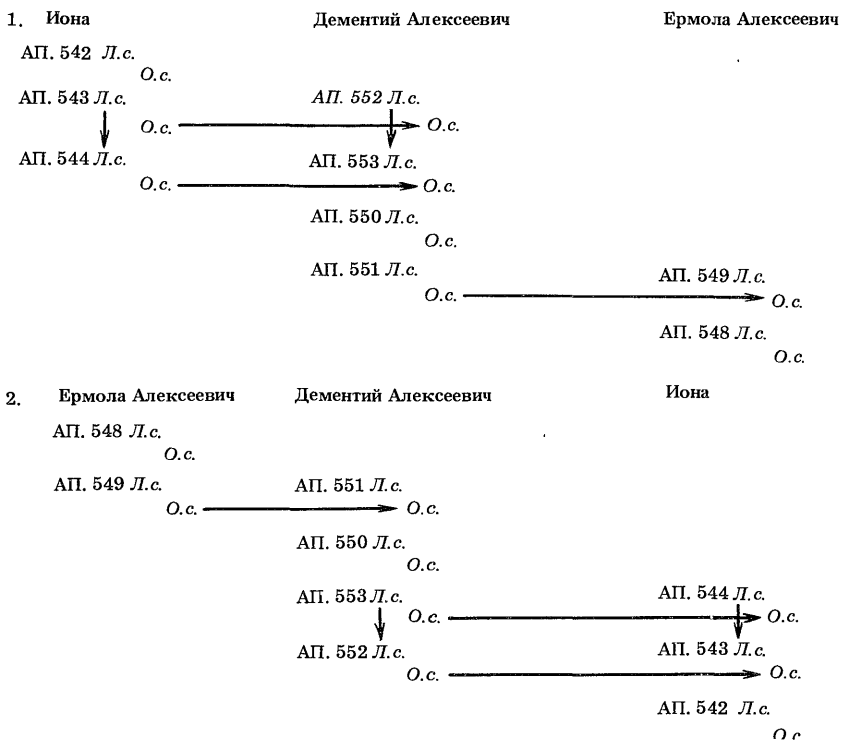 1. Иона Дементий Алексеевич Ермола Алексеевич
АП. 542 Л.с.
О.с.
АП. 543 Л.с. АП. 552 Л.с.
О.с. О.с.
АП. 544 Л.с. АП. 553 Л.с.
О.с. О.с.
АП. 550 Л.с.
О.с.
АП. 551 Л.с. АП. 549 Л.с.
О.с. О.с.
АП. 548 Л.с.
О.с.
2. Ермола Алексеевич Дементий Алексеевич Иона
АП. 548 Л.с.
О.с.
АП. 549 Л.с. АП. 551 Л.с.
О.с. О.с.
АП. 550 Л.с.
О.с.
АП. 553 Л.с. АП. 544 Л.с.
О.с. О.с.
АП. 552 Л.с. АП. 543 Л.с.
О.с. О.с.
АП. 542 Л.с.
О.с